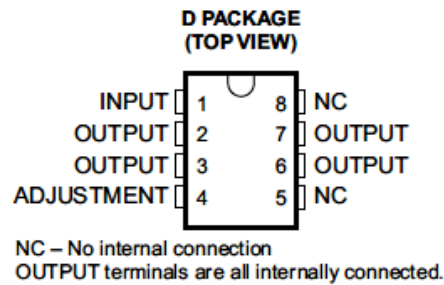 D PACKAGE
(TOP VIEW)
INPUT 1 8 NC
OUTPUT 2 7 OUTPUT
OUTPUT 3 6 OUTPUT
ADJUSTMENT 4 5 NC
NC – No internal connection
OUTPUT terminals are all internally connected.